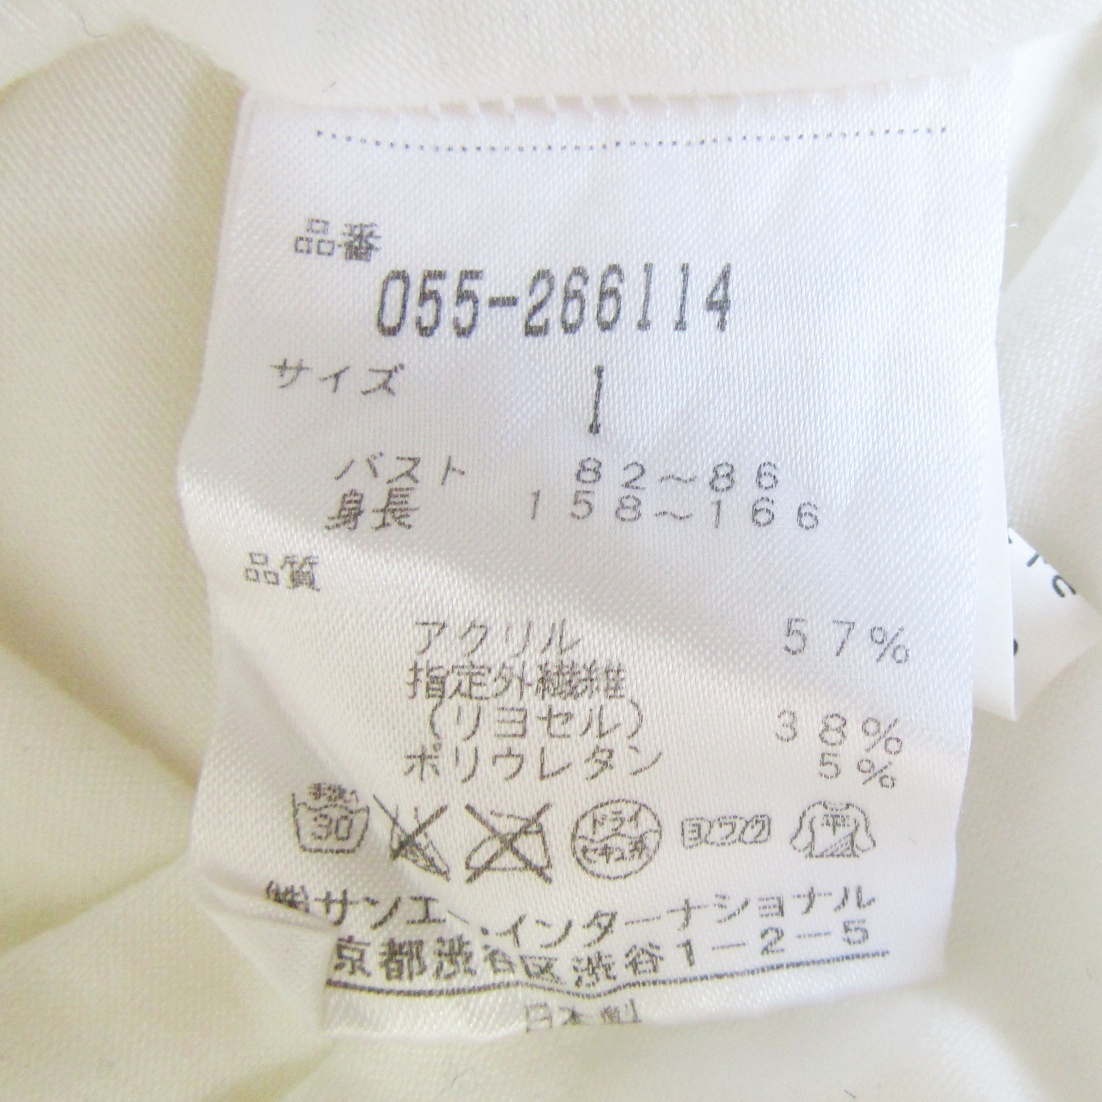 品番
055-266114
サイズ 1
バスト 82～86
身長 158～166
品質
アクリル 57%
指定外繊維
(リヨセル) 38%
ポリウレタン 5%
手洗い 30 ドライ セキユ系 ヨワク 平
(株)サンエ・インターナショナル
京都渋谷区渋谷1-2-5
日本製